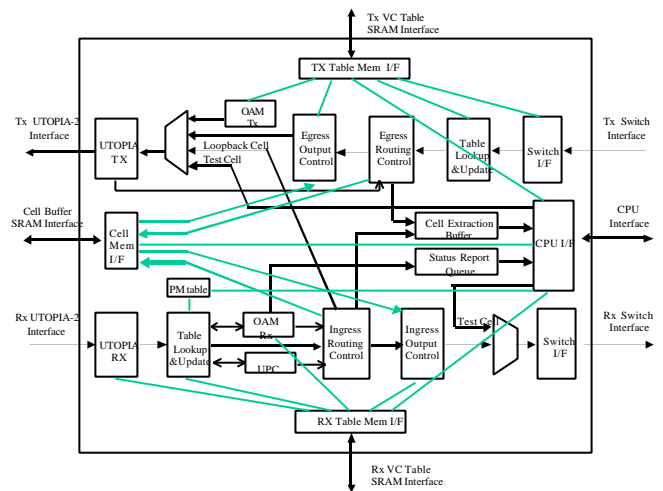 Tx VC Table
SRAM Interface
TX Table Mem I/F
OAM
Tx
Tx UTOPIA-2
Interface
UTOPIA
TX
Loopback Cell
Test Cell
Egress
Output
Control
Egress
Routing
Control
Table
Lookup
&Update
Switch
I/F
Tx Switch
Interface
Cell Buffer
SRAM Interface
Cell
Mem
I/F
Cell Extraction
Buffer
Status Report
Queue
CPU I/F
CPU
Interface
PM table
Rx UTOPIA-2
Interface
UTOPIA
RX
Table
Lookup
&Update
OAM
Rx
UPC
Ingress
Routing
Control
Ingress
Output
Control
Test Cell
Switch
I/F
Rx Switch
Interface
RX Table Mem I/F
Rx VC Table
SRAM Interface